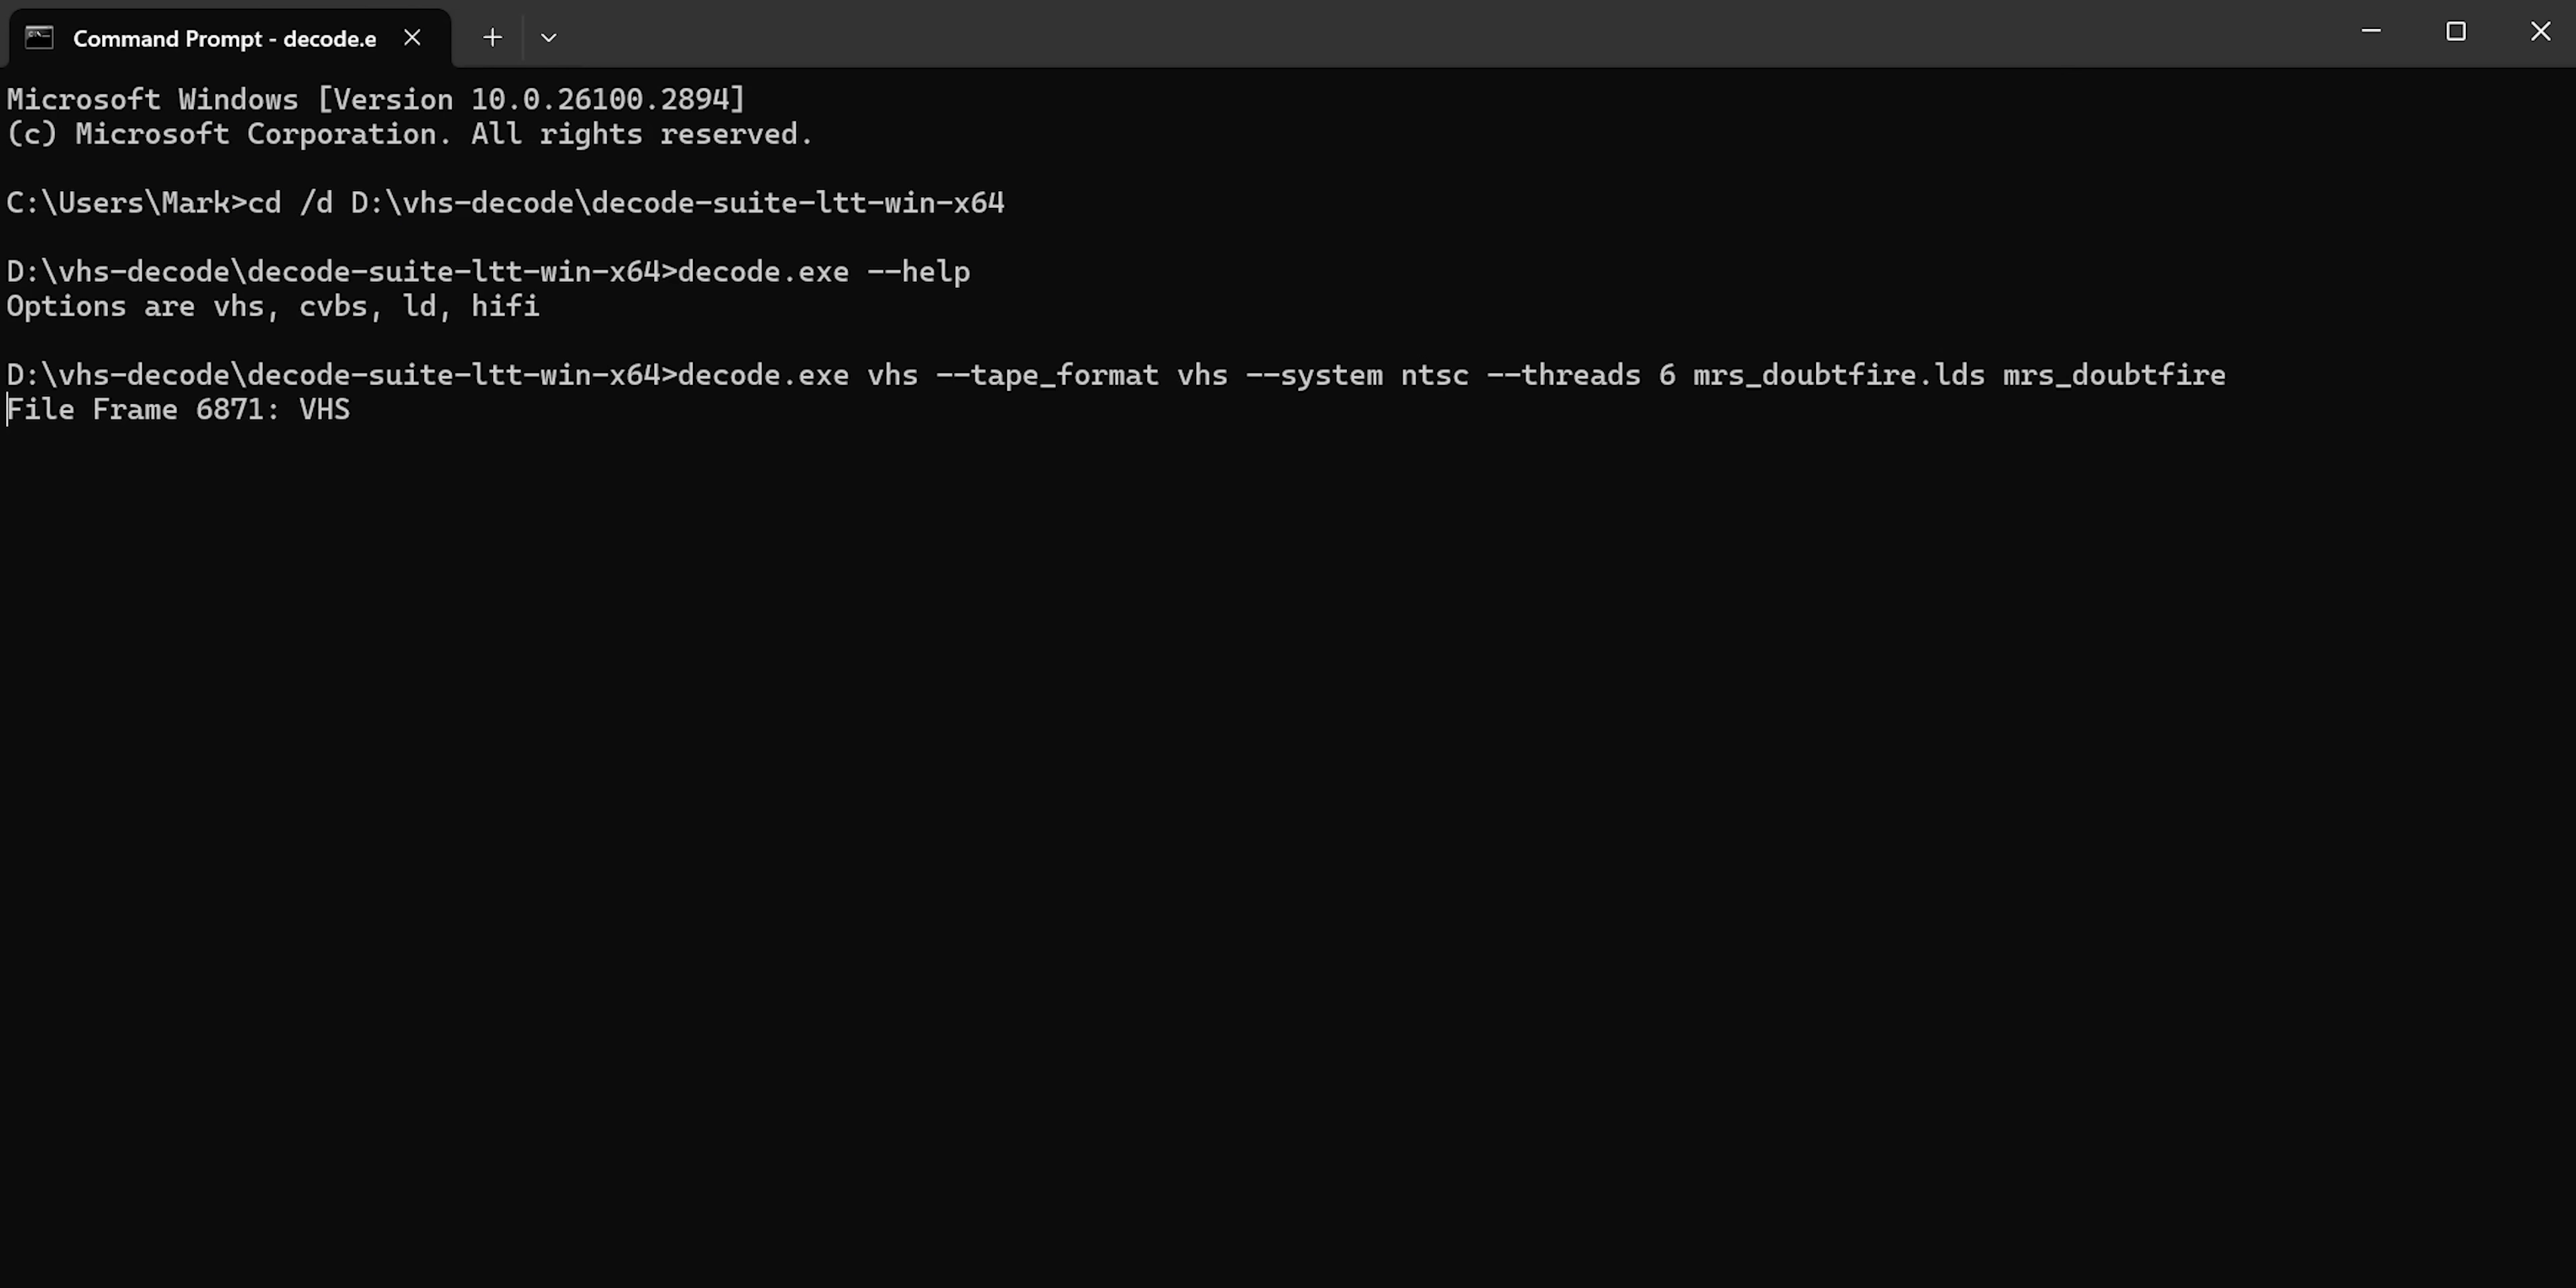 Command Prompt - decode.e
Microsoft Windows [Version 10.0.26100.2894]
(c) Microsoft Corporation. All rights reserved.
C:\Users\Mark>cd /d D:\vhs-decode\decode-suite-ltt-win-x64
D:\vhs-decode\decode-suite-ltt-win-x64>decode.exe --help
Options are vhs, cvbs, ld, hifi
D:\vhs-decode\decode-suite-ltt-win-x64>decode.exe vhs --tape_format vhs --system ntsc --threads 6 mrs_doubtfire.lds mrs_doubtfire
File Frame 6871: VHS